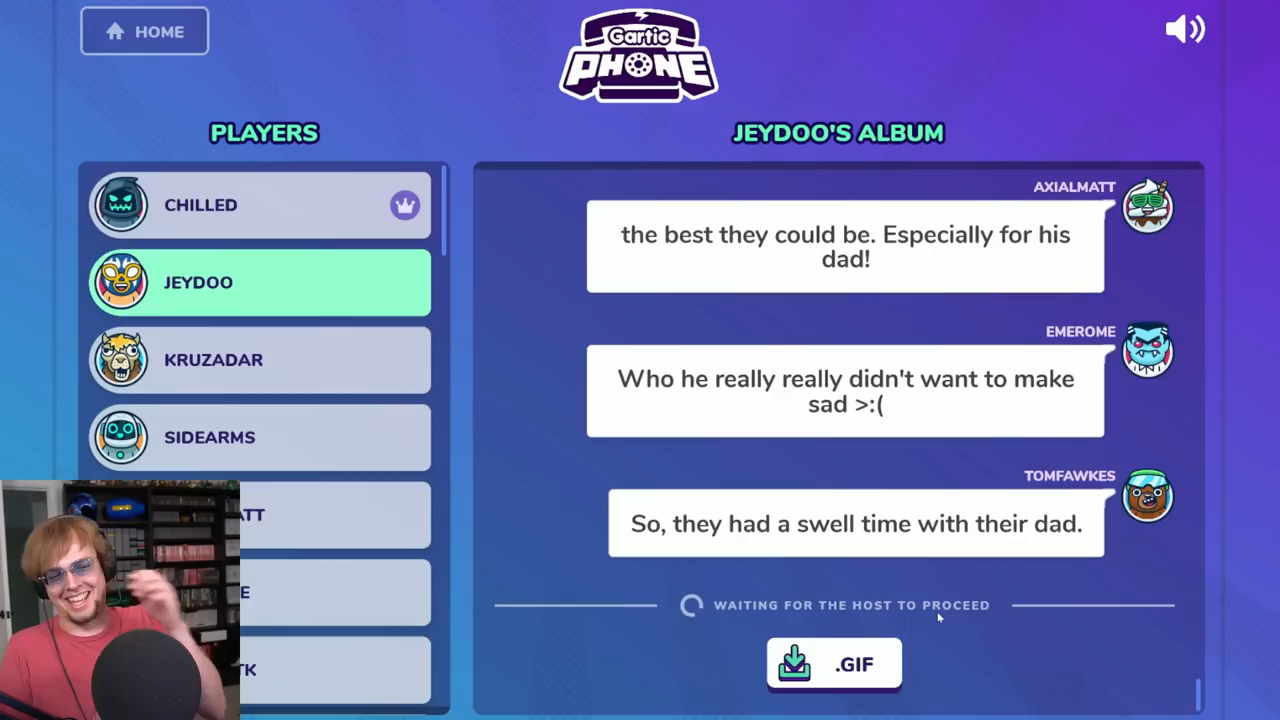 HOME
Gartic
PHONE
PLAYERS
JEYDOO'S ALBUM
CHILLED
JEYDOO
KRUZADAR
SIDEARMS
ATT
E
TK
AXIALMATT
the best they could be. Especially for his
dad!
EMEROME
Who he really really didn't want to make
sad >:(
TOMFAWKES
So, they had a swell time with their dad.
WAITING FOR THE HOST TO PROCEED
.GIF